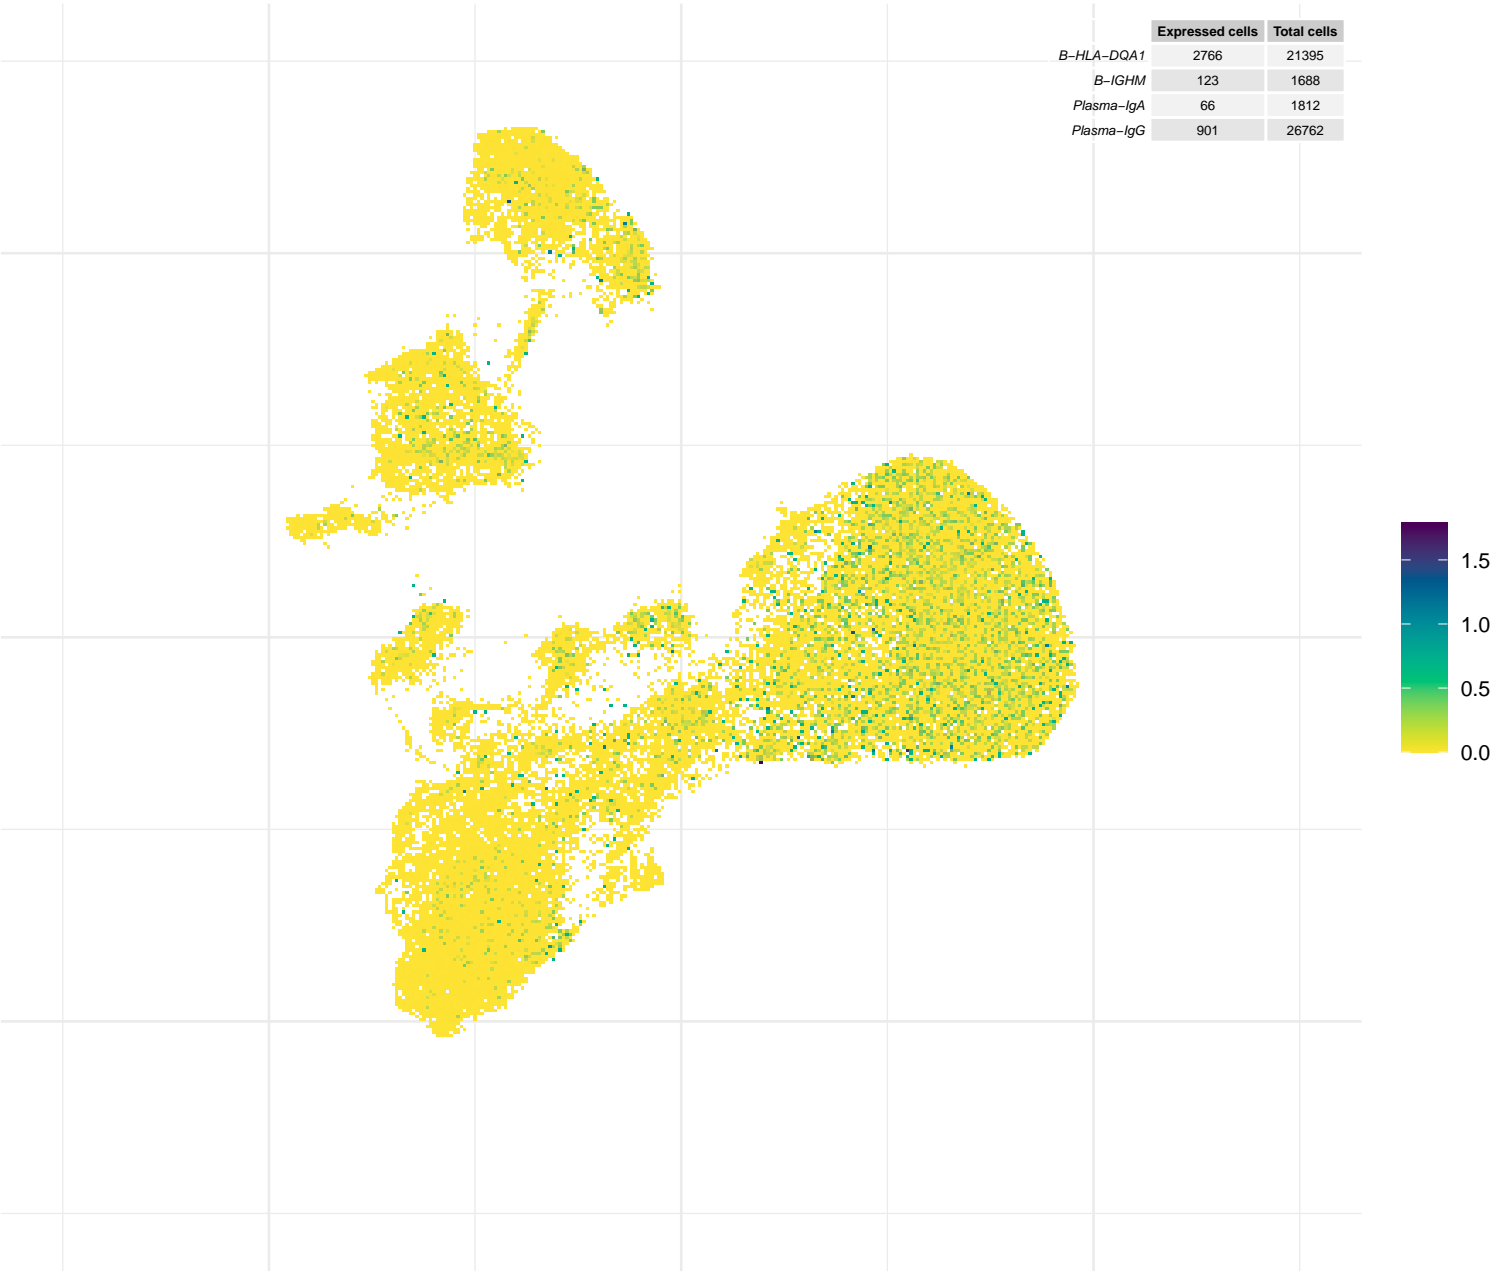 Expressed cells Total cells
B−HLA−DQA1 2766 21395
B−IGHM 123 1688
Plasma−IgA 66 1812
Plasma−IgG 901 26762
1.5
1.0
0.5
0.0